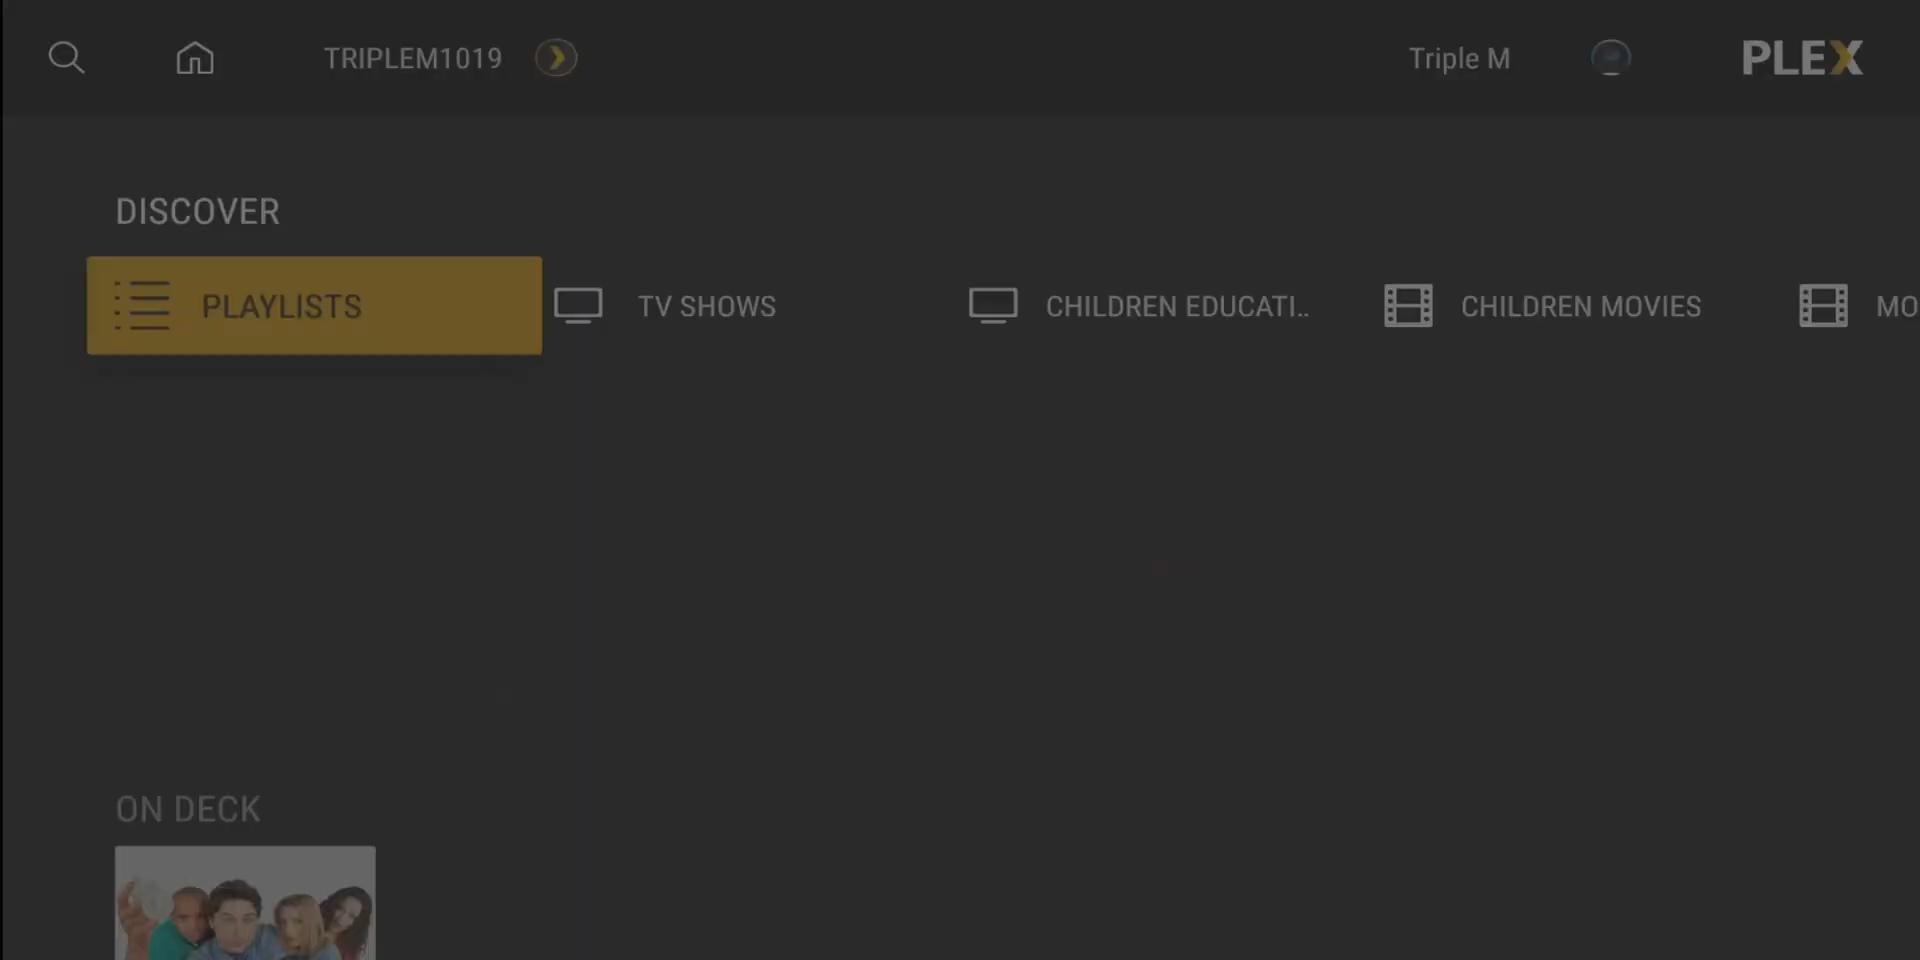 TRIPLEM1019
Triple M
PLEX
DISCOVER
PLAYLISTS
TV SHOWS
CHILDREN EDUCATI..
CHILDREN MOVIES
MO
ON DECK